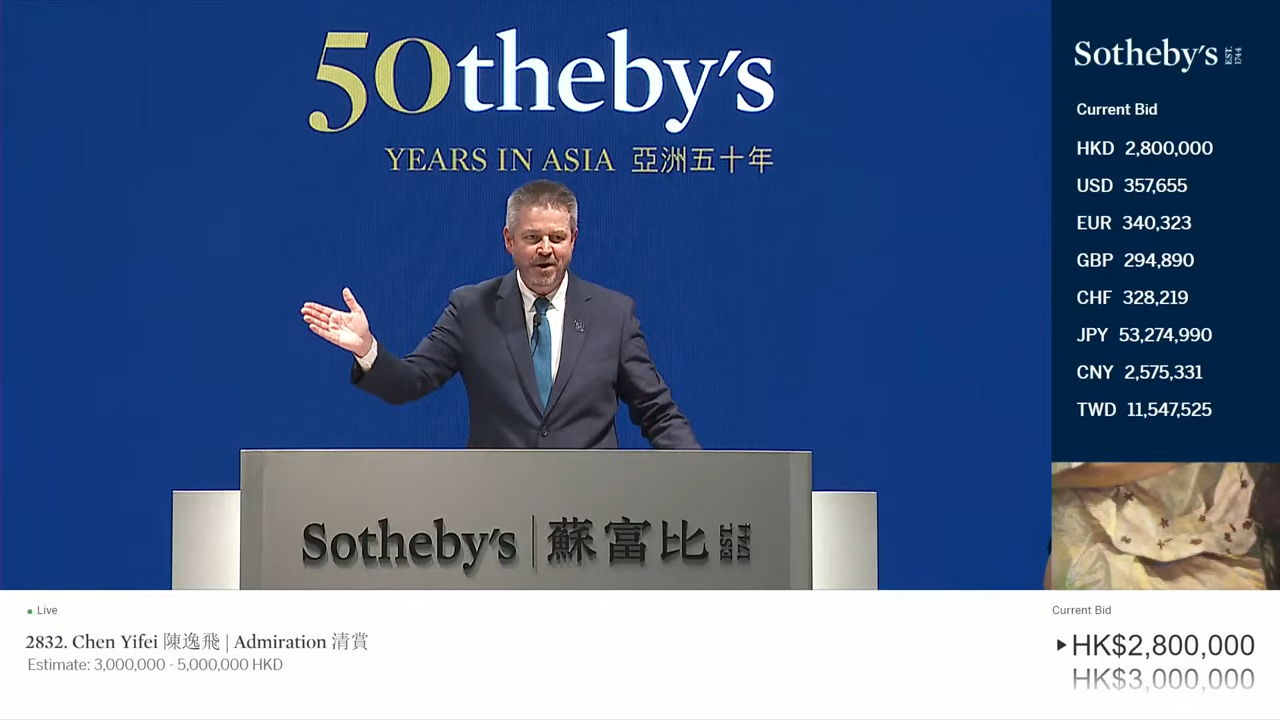 50theby's
YEARS IN ASIA 亞洲五十年
Sotheby's | 蘇富比 EST. 1744
Sotheby's EST. 1744
Current Bid
HKD 2,800,000
USD 357,655
EUR 340,323
GBP 294,890
CHF 328,219
JPY 53,274,990
CNY 2,575,331
TWD 11,547,525
Live
2832. Chen Yifei 陳逸飛 | Admiration 清賞
Estimate: 3,000,000 - 5,000,000 HKD
Current Bid
HK$2,800,000
HK$3,000,000